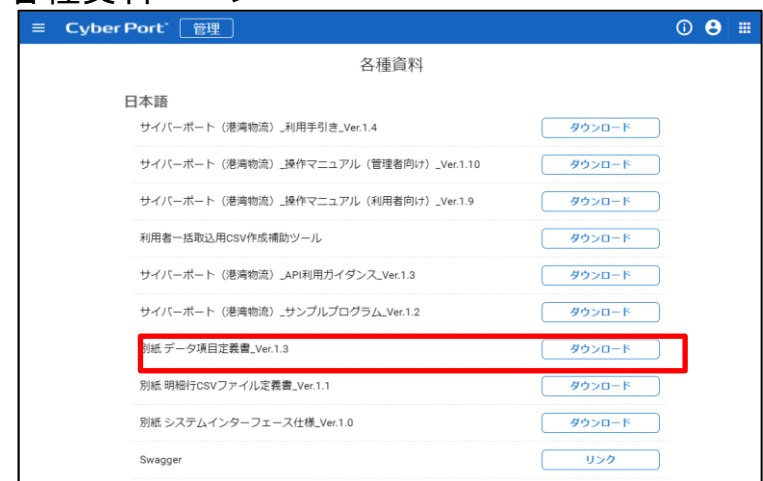 Cyber Port 管理
各種資料
日本語
サイバーポート（港湾物流）_利用手引き_Ver.1.4 ダウンロード
サイバーポート（港湾物流）_操作マニュアル（管理者向け）_Ver.1.10 ダウンロード
サイバーポート（港湾物流）_操作マニュアル（利用者向け）_Ver.1.9 ダウンロード
利用者一括取込用CSV作成補助ツール ダウンロード
サイバーポート（港湾物流）_API利用ガイダンス_Ver.1.3 ダウンロード
サイバーポート（港湾物流）_サンプルプログラム_Ver.1.2 ダウンロード
別紙 データ項目定義書_Ver.1.3 ダウンロード
別紙 明細行CSVファイル定義書_Ver.1.1 ダウンロード
別紙 システムインターフェース仕様_Ver.1.0 ダウンロード
Swagger リンク